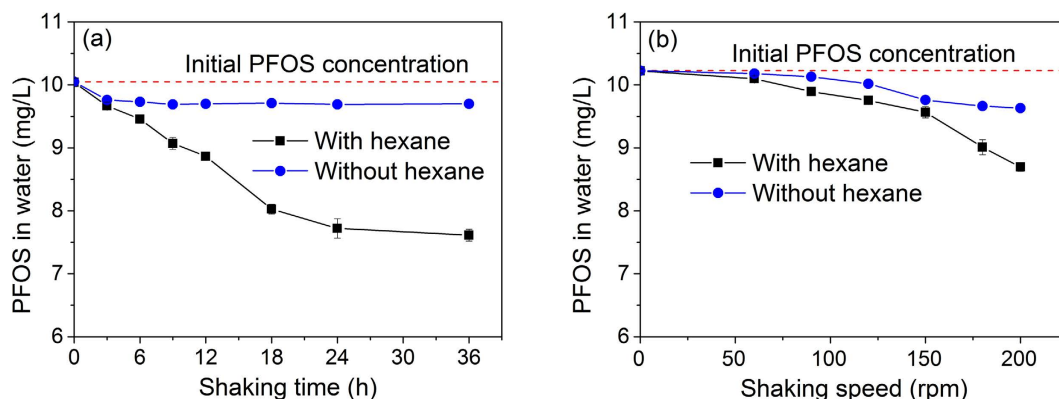 (a)
Initial PFOS concentration
With hexane
Without hexane
PFOS in water (mg/L)
11
10
9
8
7
6
0 6 12 18 24 30 36
Shaking time (h)
(b)
Initial PFOS concentration
With hexane
Without hexane
PFOS in water (mg/L)
11
10
9
8
7
6
0 50 100 150 200
Shaking speed (rpm)